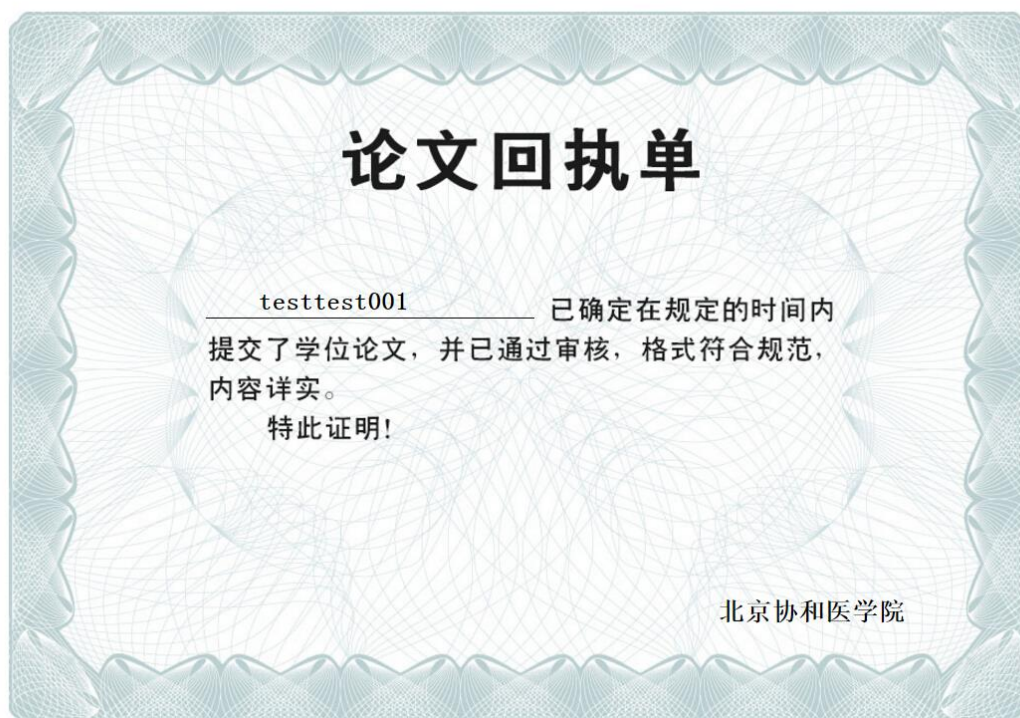 论文回执单
testtest001 已确定在规定的时间内
提交了学位论文，并已通过审核，格式符合规范，
内容详实。
特此证明！
北京协和医学院